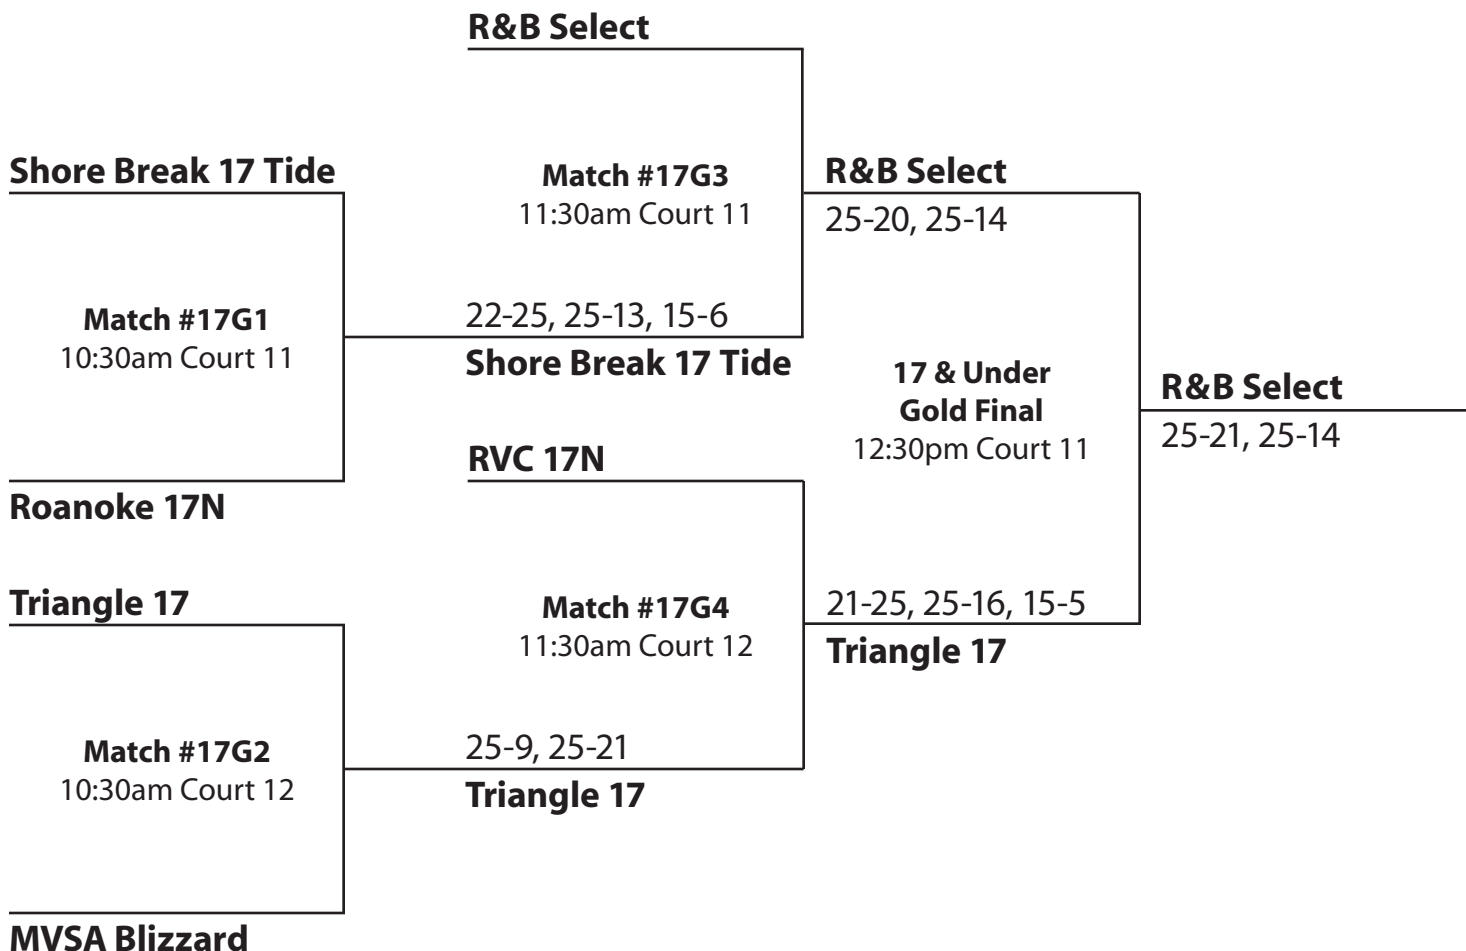 R&B Select
Shore Break 17 Tide
Match #17G3
11:30am Court 11
R&B Select
25-20, 25-14
Match #17G1
10:30am Court 11
22-25, 25-13, 15-6
Shore Break 17 Tide
17 & Under
Gold Final
12:30pm Court 11
R&B Select
25-21, 25-14
RVC 17N
Roanoke 17N
Triangle 17
Match #17G4
11:30am Court 12
21-25, 25-16, 15-5
Triangle 17
Match #17G2
10:30am Court 12
25-9, 25-21
Triangle 17
MVSA Blizzard